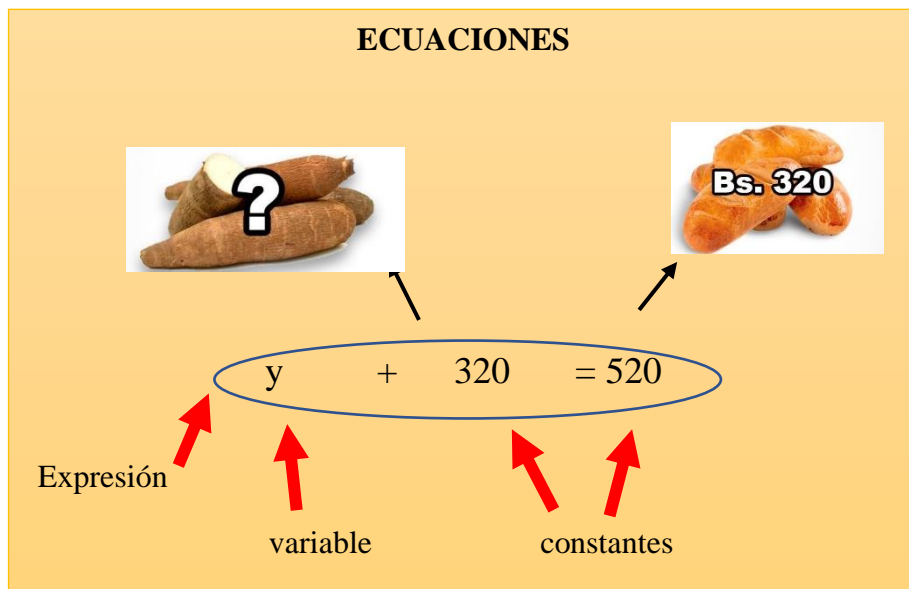 ECUACIONES
?
Bs. 320
y + 320 = 520
Expresión
variable constantes